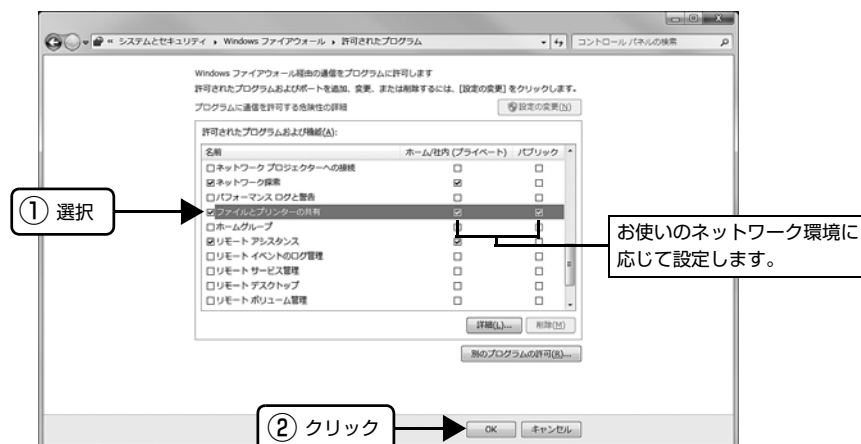 システムとセキュリティ ▸ Windows ファイアウォール ▸ 許可されたプログラム
コントロール パネルの検索
Windows ファイアウォール経由の通信をプログラムに許可します
許可されたプログラムおよびポートを追加、変更、または削除するには、[設定の変更] をクリックします。
プログラムに通信を許可する危険性の詳細
設定の変更(N)
許可されたプログラムおよび機能(A):
名前 ホーム/社内 (プライベート) パブリック
ネットワーク プロジェクターへの接続
ネットワーク探索
パフォーマンス ログと警告
① 選択
ファイルとプリンターの共有
ホームグループ
お使いのネットワーク環境に
応じて設定します。
リモート アシスタンス
リモート イベントのログ管理
リモート サービス管理
リモート デスクトップ
リモート ボリューム管理
詳細(L)... 削除(M)
別のプログラムの許可(R)...
② クリック
OK キャンセル